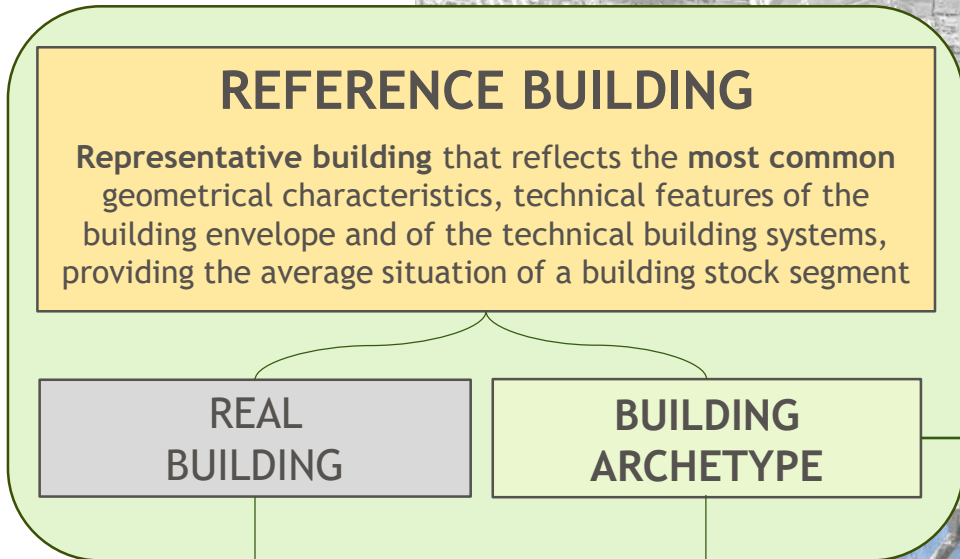 REFERENCE BUILDING
Representative building that reflects the most common
geometrical characteristics, technical features of the
building envelope and of the technical building systems,
providing the average situation of a building stock segment
REAL
BUILDING
BUILDING
ARCHETYPE